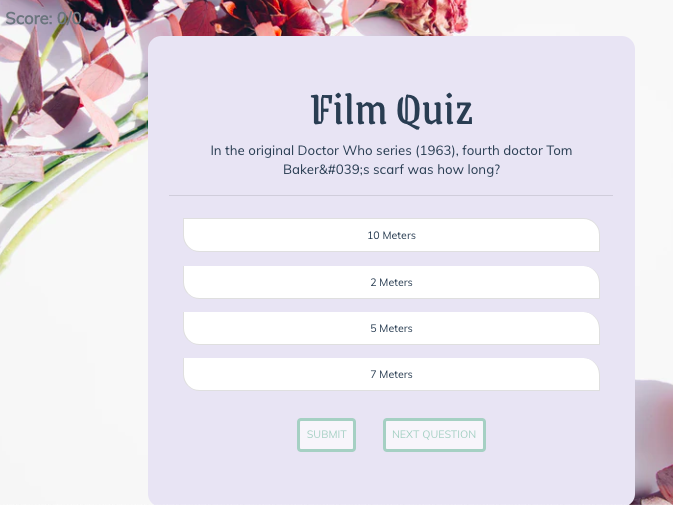 Score: 0/0
Film Quiz
In the original Doctor Who series (1963), fourth doctor Tom
Baker&#039;s scarf was how long?
10 Meters
2 Meters
5 Meters
7 Meters
SUBMIT
NEXT QUESTION